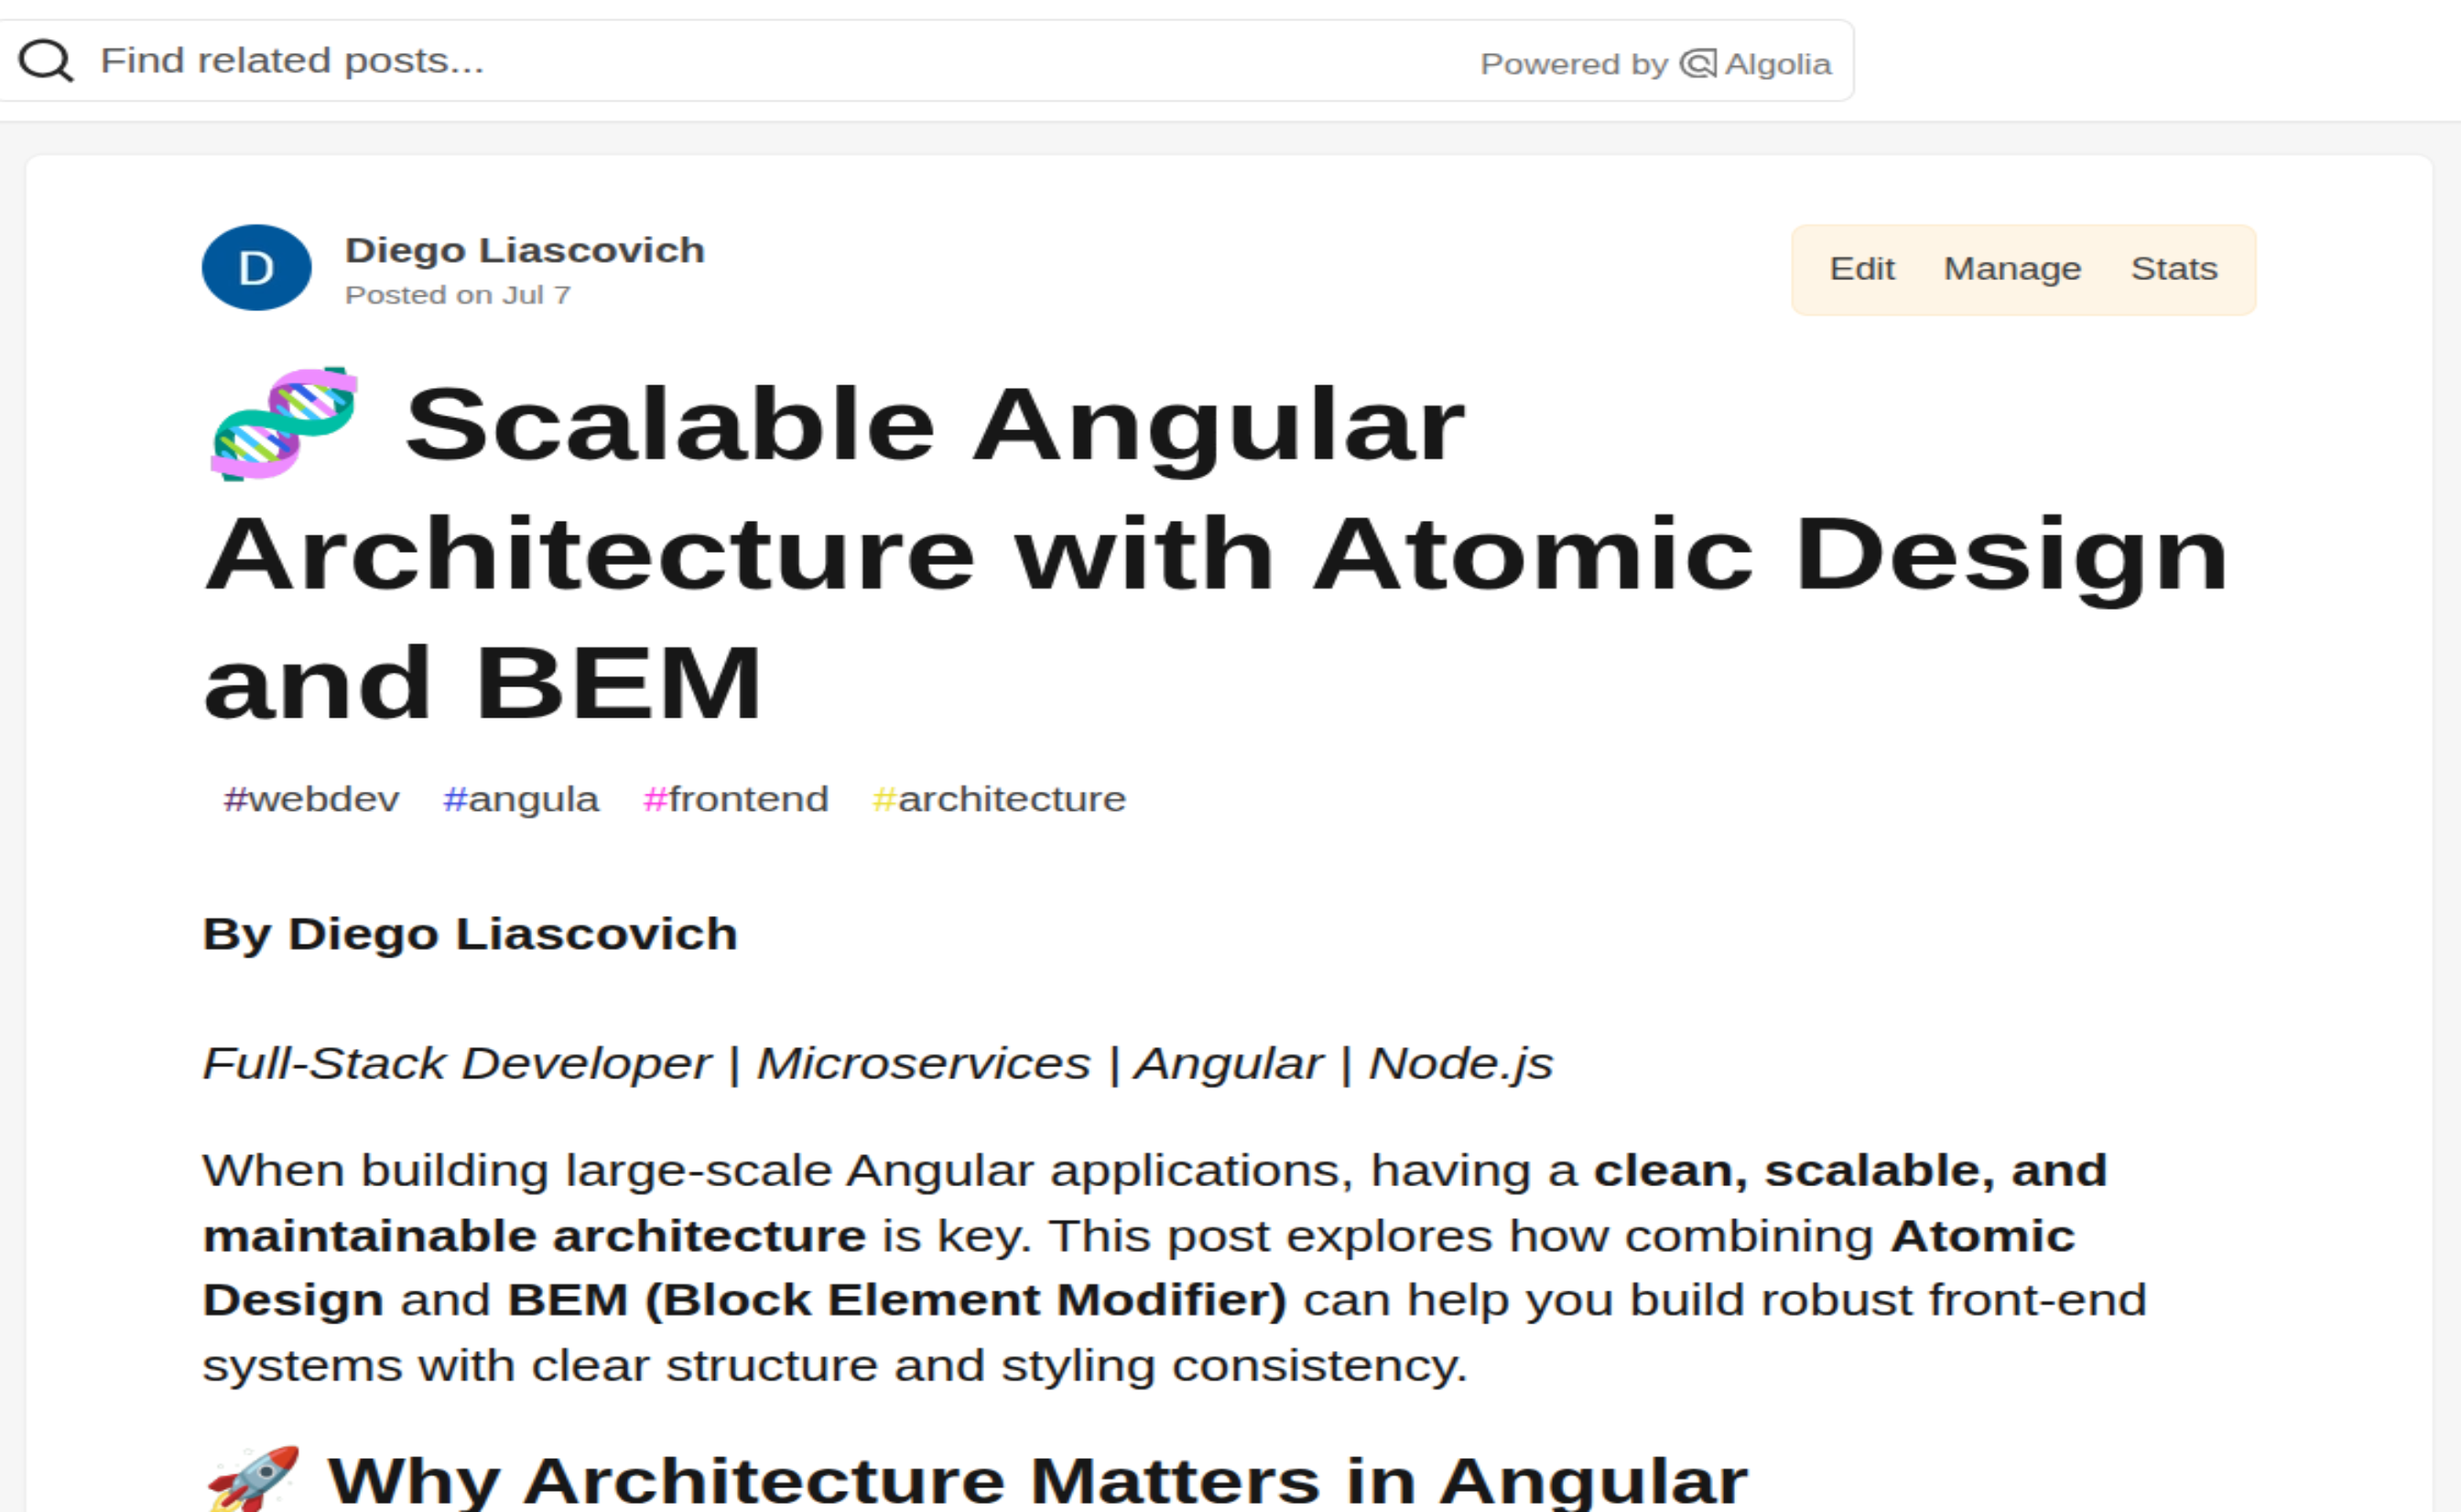 Find related posts...
Powered by Algolia
D
Diego Liascovich
Posted on Jul 7
Edit Manage Stats
🧬 Scalable Angular
Architecture with Atomic Design
and BEM
#webdev #angula #frontend #architecture
By Diego Liascovich
Full-Stack Developer | Microservices | Angular | Node.js
When building large-scale Angular applications, having a clean, scalable, and
maintainable architecture is key. This post explores how combining Atomic
Design and BEM (Block Element Modifier) can help you build robust front-end
systems with clear structure and styling consistency.
🚀 Why Architecture Matters in Angular